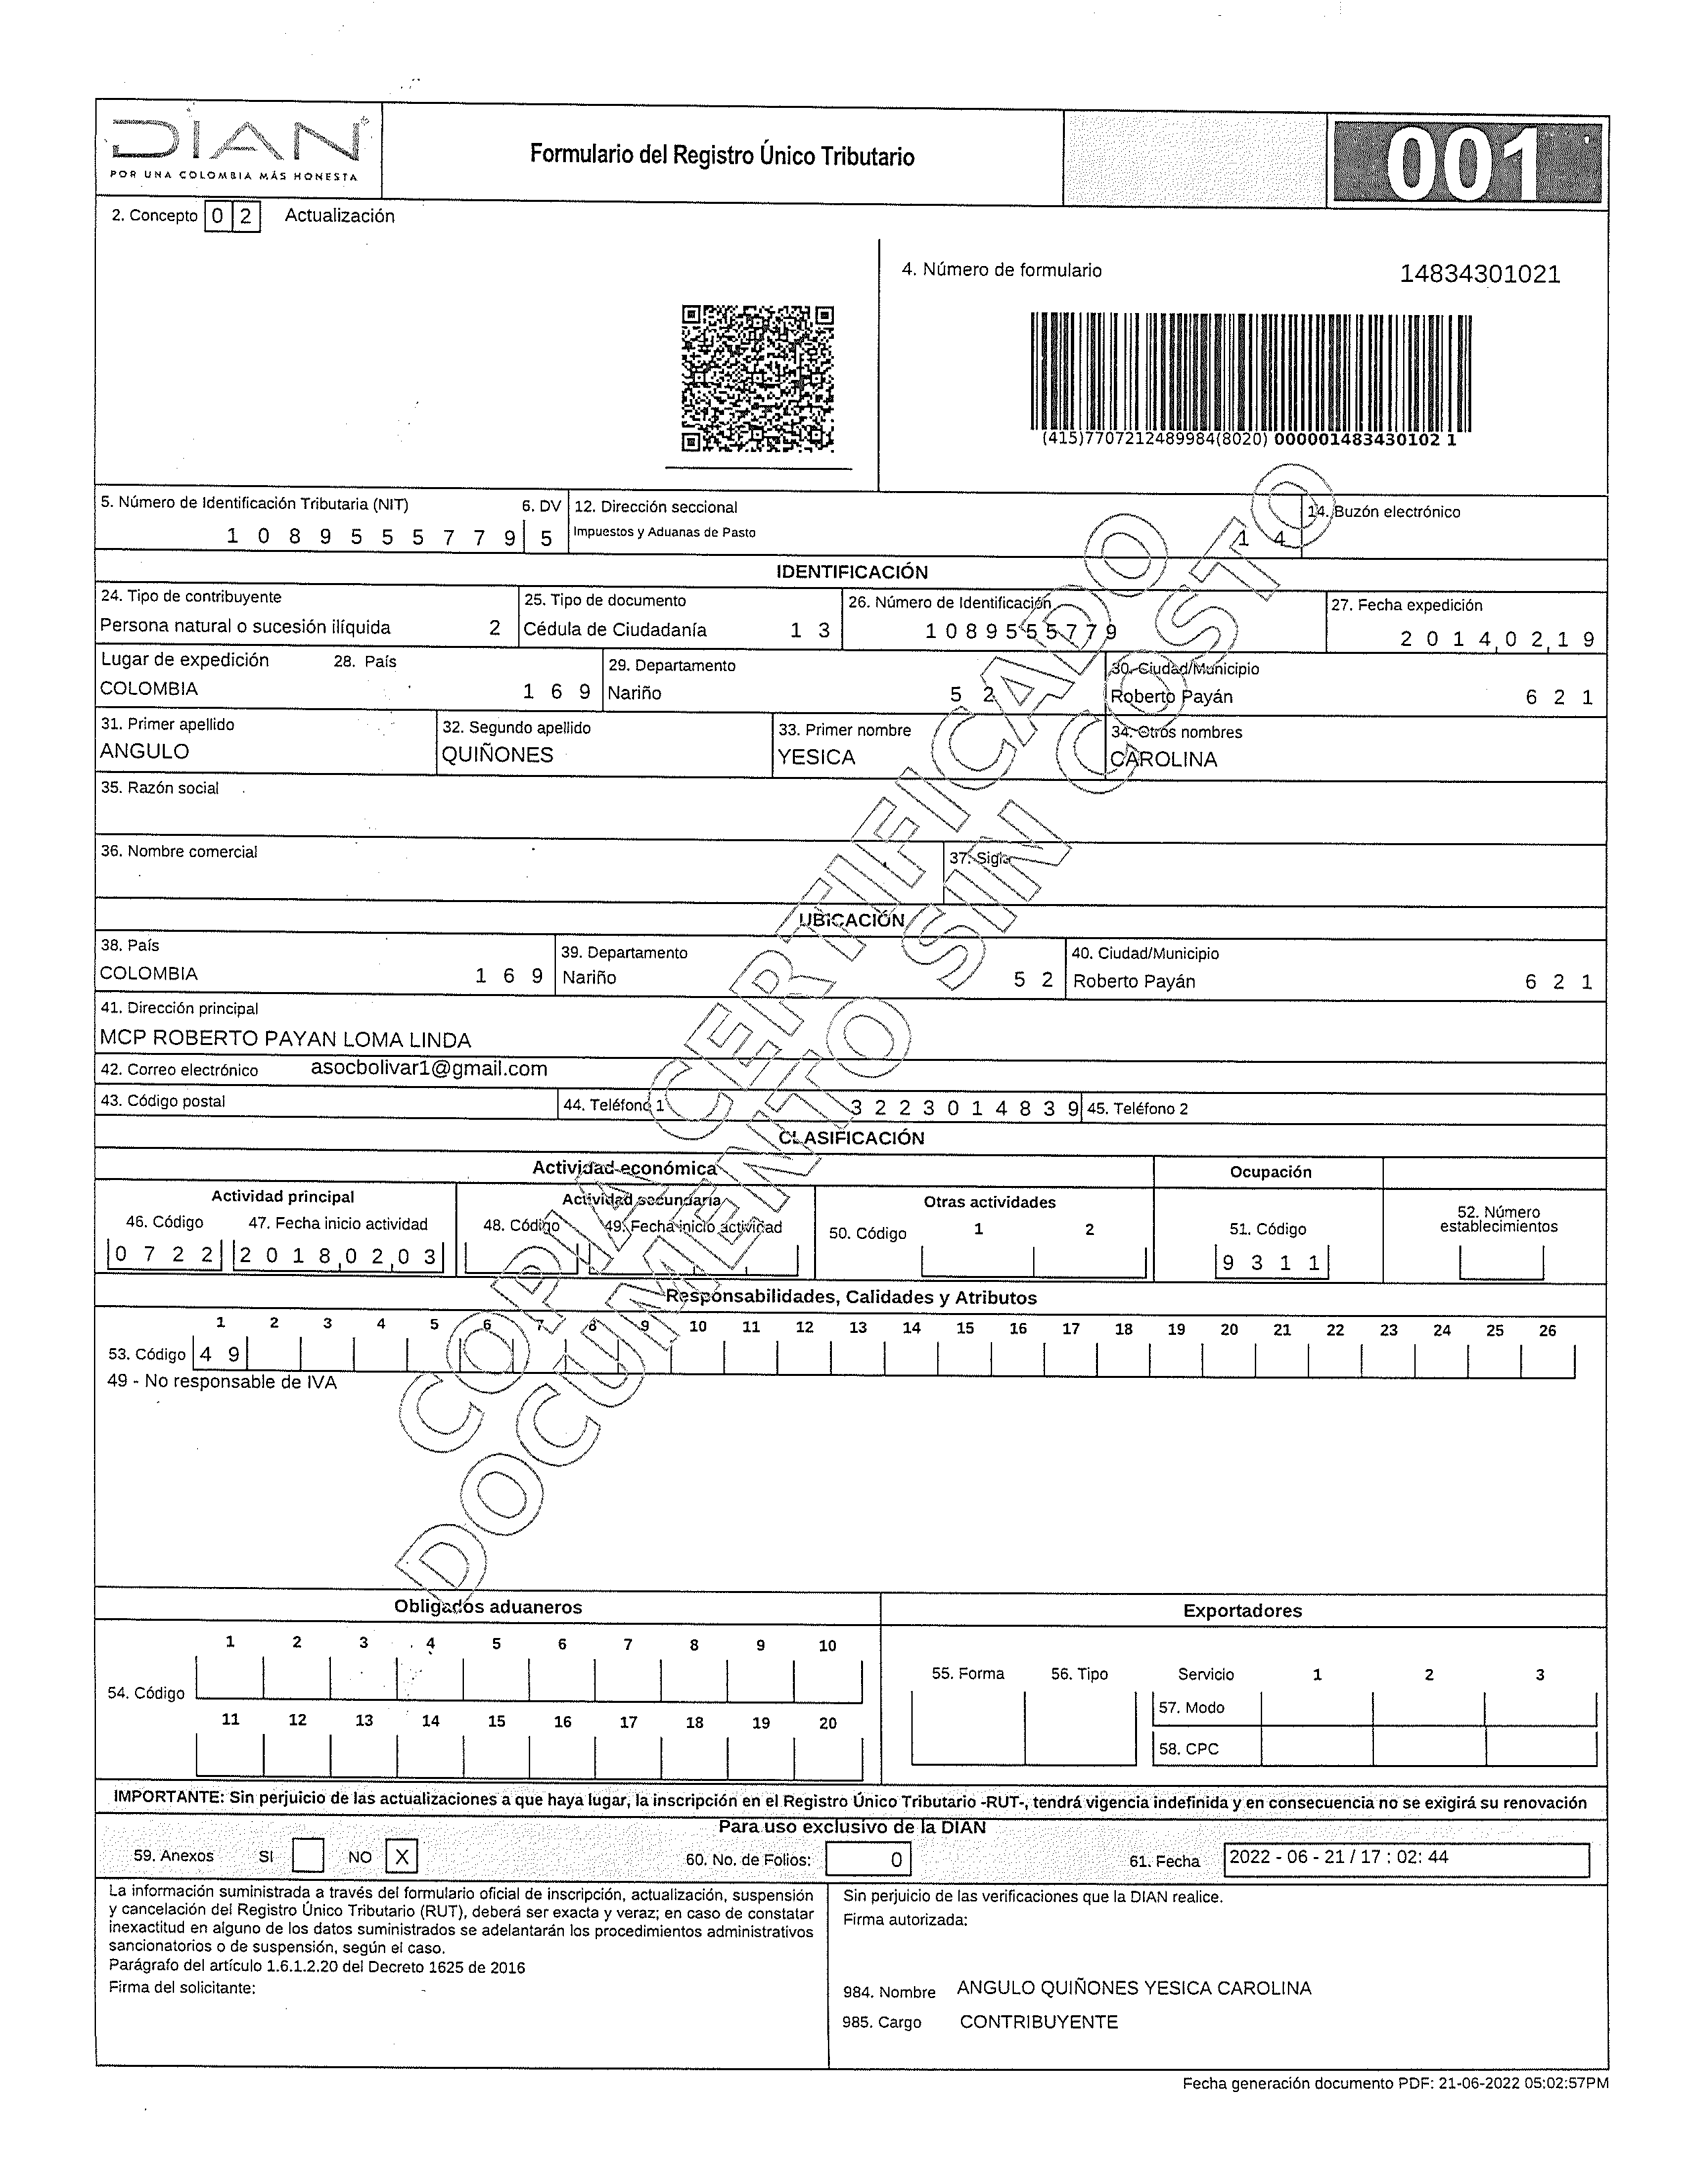 DIAN
POR UNA COLOMBIA MÁS HONESTA
Formulario del Registro Único Tributario
001
2. Concepto 0 2 Actualización
4. Número de formulario 14834301021
(415)7707212489984(8020) 000001483430102 1
5. Número de Identificación Tributaria (NIT) 6. DV 12. Dirección seccional 14. Buzón electrónico
1 0 8 9 5 5 5 7 7 9 5 Impuestos y Aduanas de Pasto 1 4
IDENTIFICACIÓN
24. Tipo de contribuyente 25. Tipo de documento 26. Número de Identificación 27. Fecha expedición
Persona natural o sucesión ilíquida 2 Cédula de Ciudadanía 1 3 1 0 8 9 5 5 5 7 7 9 2 0 1 4 0 2 1 9
Lugar de expedición 28. País 29. Departamento 30. Ciudad/Municipio
COLOMBIA 1 6 9 Nariño 5 2 Roberto Payán 6 2 1
31. Primer apellido 32. Segundo apellido 33. Primer nombre 34. Otros nombres
ANGULO QUIÑONES YESICA CAROLINA
35. Razón social
36. Nombre comercial 37. Sigla
UBICACIÓN
38. País 39. Departamento 40. Ciudad/Municipio
COLOMBIA 1 6 9 Nariño 5 2 Roberto Payán 6 2 1
41. Dirección principal
MCP ROBERTO PAYAN LOMA LINDA
42. Correo electrónico asocbolivar1@gmail.com
43. Código postal 44. Teléfono 1 3 2 2 3 0 1 4 8 3 9 45. Teléfono 2
CLASIFICACIÓN
Actividad económica Ocupación
Actividad principal Actividad secundaria Otras actividades 52. Número
establecimientos
46. Código 47. Fecha inicio actividad 48. Código 49. Fecha inicio actividad 50. Código 1 2 51. Código
0 7 2 2 2 0 1 8 0 2 0 3 9 3 1 1
Responsabilidades, Calidades y Atributos
1 2 3 4 5 6 7 8 9 10 11 12 13 14 15 16 17 18 19 20 21 22 23 24 25 26
53. Código 4 9
49 - No responsable de IVA
COPIA CERTIFICADO
DOCUMENTO SIN COSTO
Obligados aduaneros Exportadores
1 2 3 4 5 6 7 8 9 10
54. Código
11 12 13 14 15 16 17 18 19 20
55. Forma 56. Tipo Servicio 1 2 3
57. Modo
58. CPC
IMPORTANTE: Sin perjuicio de las actualizaciones a que haya lugar, la inscripción en el Registro Único Tributario -RUT-, tendrá vigencia indefinida y en consecuencia no se exigirá su renovación
Para uso exclusivo de la DIAN
59. Anexos SI NO X 60. No. de Folios: 0 61. Fecha 2022 - 06 - 21 / 17 : 02: 44
La información suministrada a través del formulario oficial de inscripción, actualización, suspensión
y cancelación del Registro Único Tributario (RUT), deberá ser exacta y veraz; en caso de constatar
inexactitud en alguno de los datos suministrados se adelantarán los procedimientos administrativos
sancionatorios o de suspensión, según el caso.
Parágrafo del artículo 1.6.1.2.20 del Decreto 1625 de 2016
Firma del solicitante:
Sin perjuicio de las verificaciones que la DIAN realice.
Firma autorizada:
984. Nombre ANGULO QUIÑONES YESICA CAROLINA
985. Cargo CONTRIBUYENTE
Fecha generación documento PDF: 21-06-2022 05:02:57PM